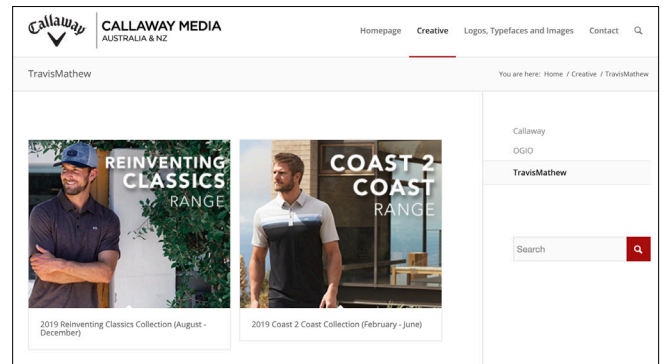 Callaway
CALLAWAY MEDIA
AUSTRALIA & NZ
Homepage Creative Logos, Typefaces and Images Contact
TravisMathew
You are here: Home / Creative / TravisMathew
REINVENTING
CLASSICS
RANGE
COAST 2
COAST
RANGE
2019 Reinventing Classics Collection (August -
December)
2019 Coast 2 Coast Collection (February - June)
Callaway
OGIO
TravisMathew
Search